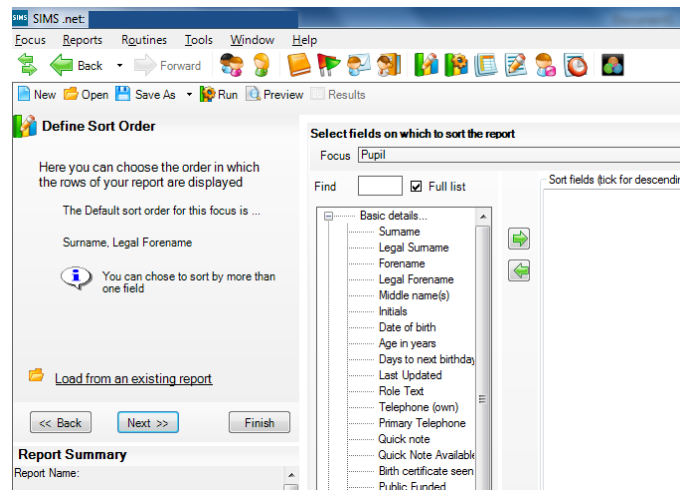 SIMS SIMS .net:
Focus Reports Routines Tools Window Help
Back Forward
New Open Save As Run Preview Results
Define Sort Order
Here you can choose the order in which
the rows of your report are displayed
The Default sort order for this focus is ...
Surname, Legal Forename
You can chose to sort by more than
one field
Load from an existing report
<< Back Next >> Finish
Report Summary
Report Name:
Select fields on which to sort the report
Focus Pupil
Find Full list
Basic details...
Surname
Legal Surname
Forename
Legal Forename
Middle name(s)
Initials
Date of birth
Age in years
Days to next birthday
Last Updated
Role Text
Telephone (own)
Primary Telephone
Quick note
Quick Note Available
Birth certificate seen
Public Funded
Sort fields (tick for descendin